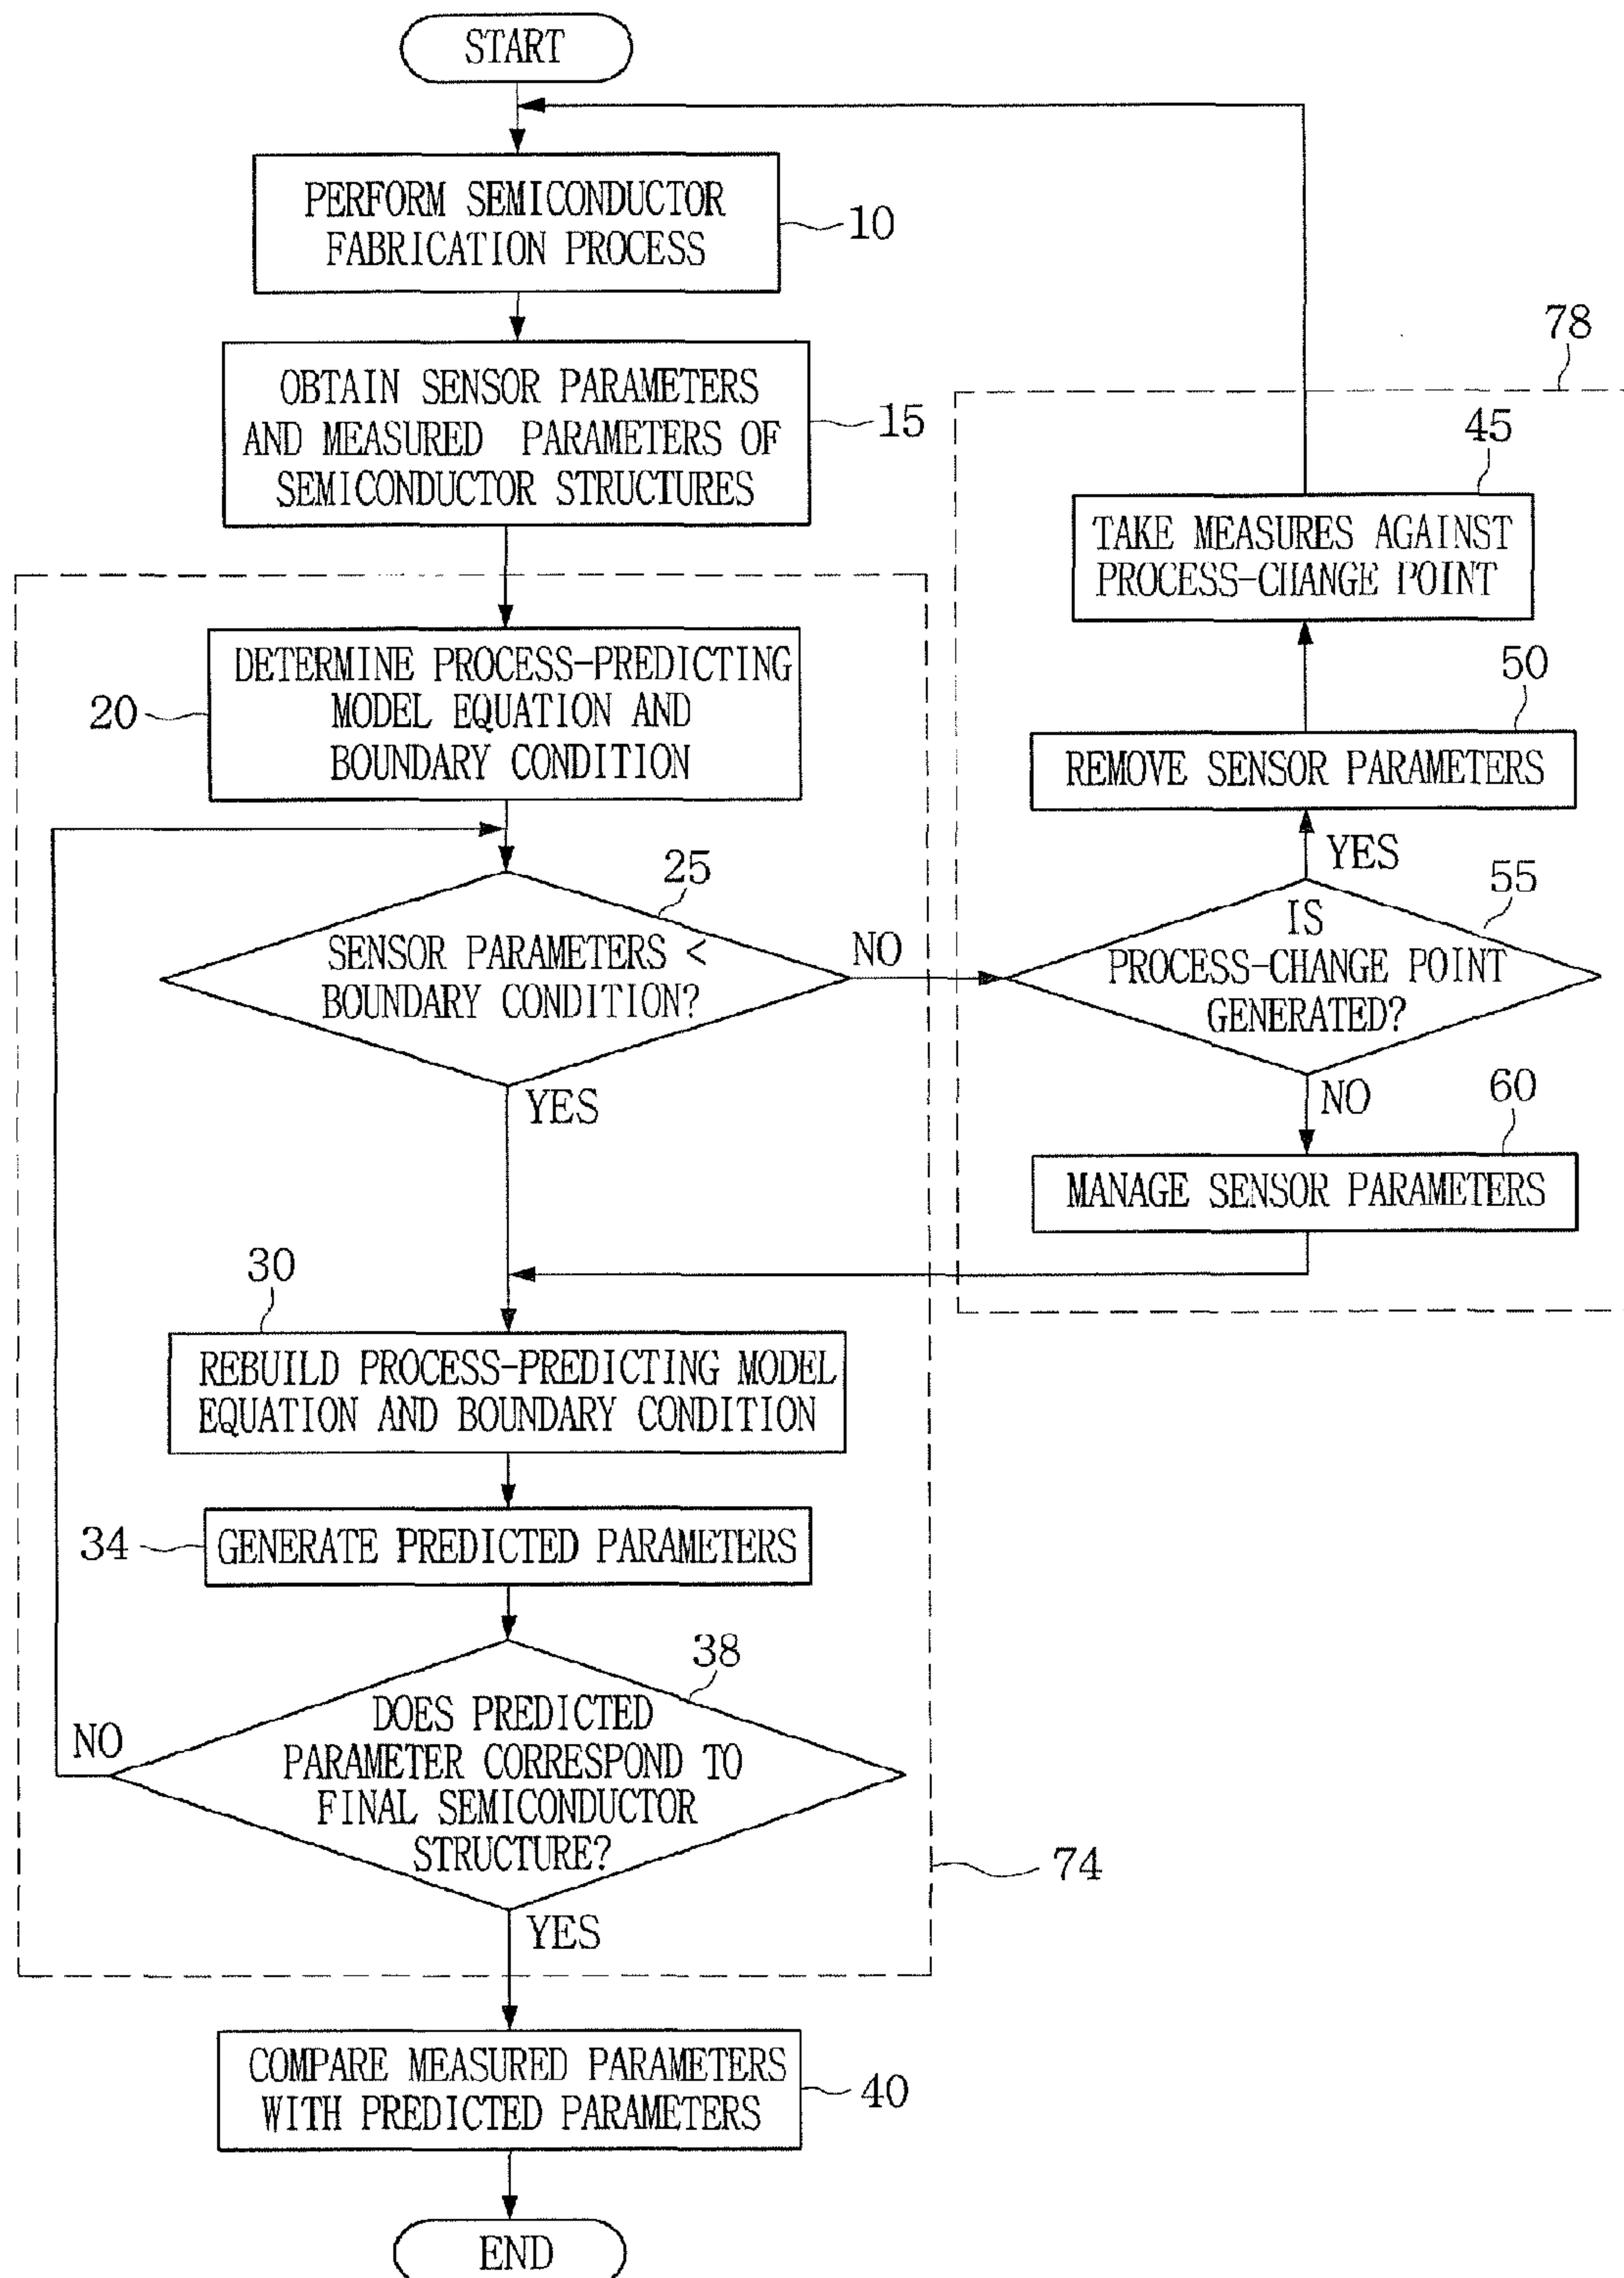 START
PERFORM SEMICONDUCTOR
FABRICATION PROCESS
10
OBTAIN SENSOR PARAMETERS
AND MEASURED PARAMETERS OF
SEMICONDUCTOR STRUCTURES
15
78
45
TAKE MEASURES AGAINST
PROCESS-CHANGE POINT
50
REMOVE SENSOR PARAMETERS
YES
55
IS
PROCESS-CHANGE POINT
GENERATED?
NO
60
MANAGE SENSOR PARAMETERS
20
DETERMINE PROCESS-PREDICTING
MODEL EQUATION AND
BOUNDARY CONDITION
25
SENSOR PARAMETERS <
BOUNDARY CONDITION?
NO
YES
30
REBUILD PROCESS-PREDICTING MODEL
EQUATION AND BOUNDARY CONDITION
34
GENERATE PREDICTED PARAMETERS
38
DOES PREDICTED
PARAMETER CORRESPOND TO
FINAL SEMICONDUCTOR
STRUCTURE?
NO
74
YES
COMPARE MEASURED PARAMETERS
WITH PREDICTED PARAMETERS
40
END